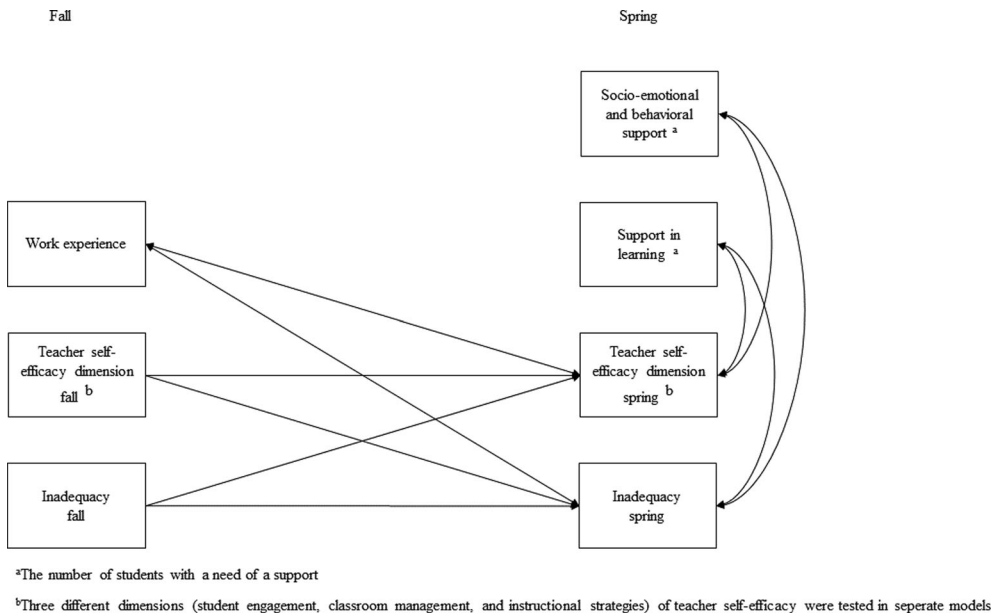 Fall
Spring
Socio-emotional
and behavioral
support ᵃ
Work experience
Support in
learning ᵃ
Teacher self-
efficacy dimension
fall ᵇ
Teacher self-
efficacy dimension
spring ᵇ
Inadequacy
fall
Inadequacy
spring
ᵃThe number of students with a need of a support
ᵇThree different dimensions (student engagement, classroom management, and instructional strategies) of teacher self-efficacy were tested in seperate models